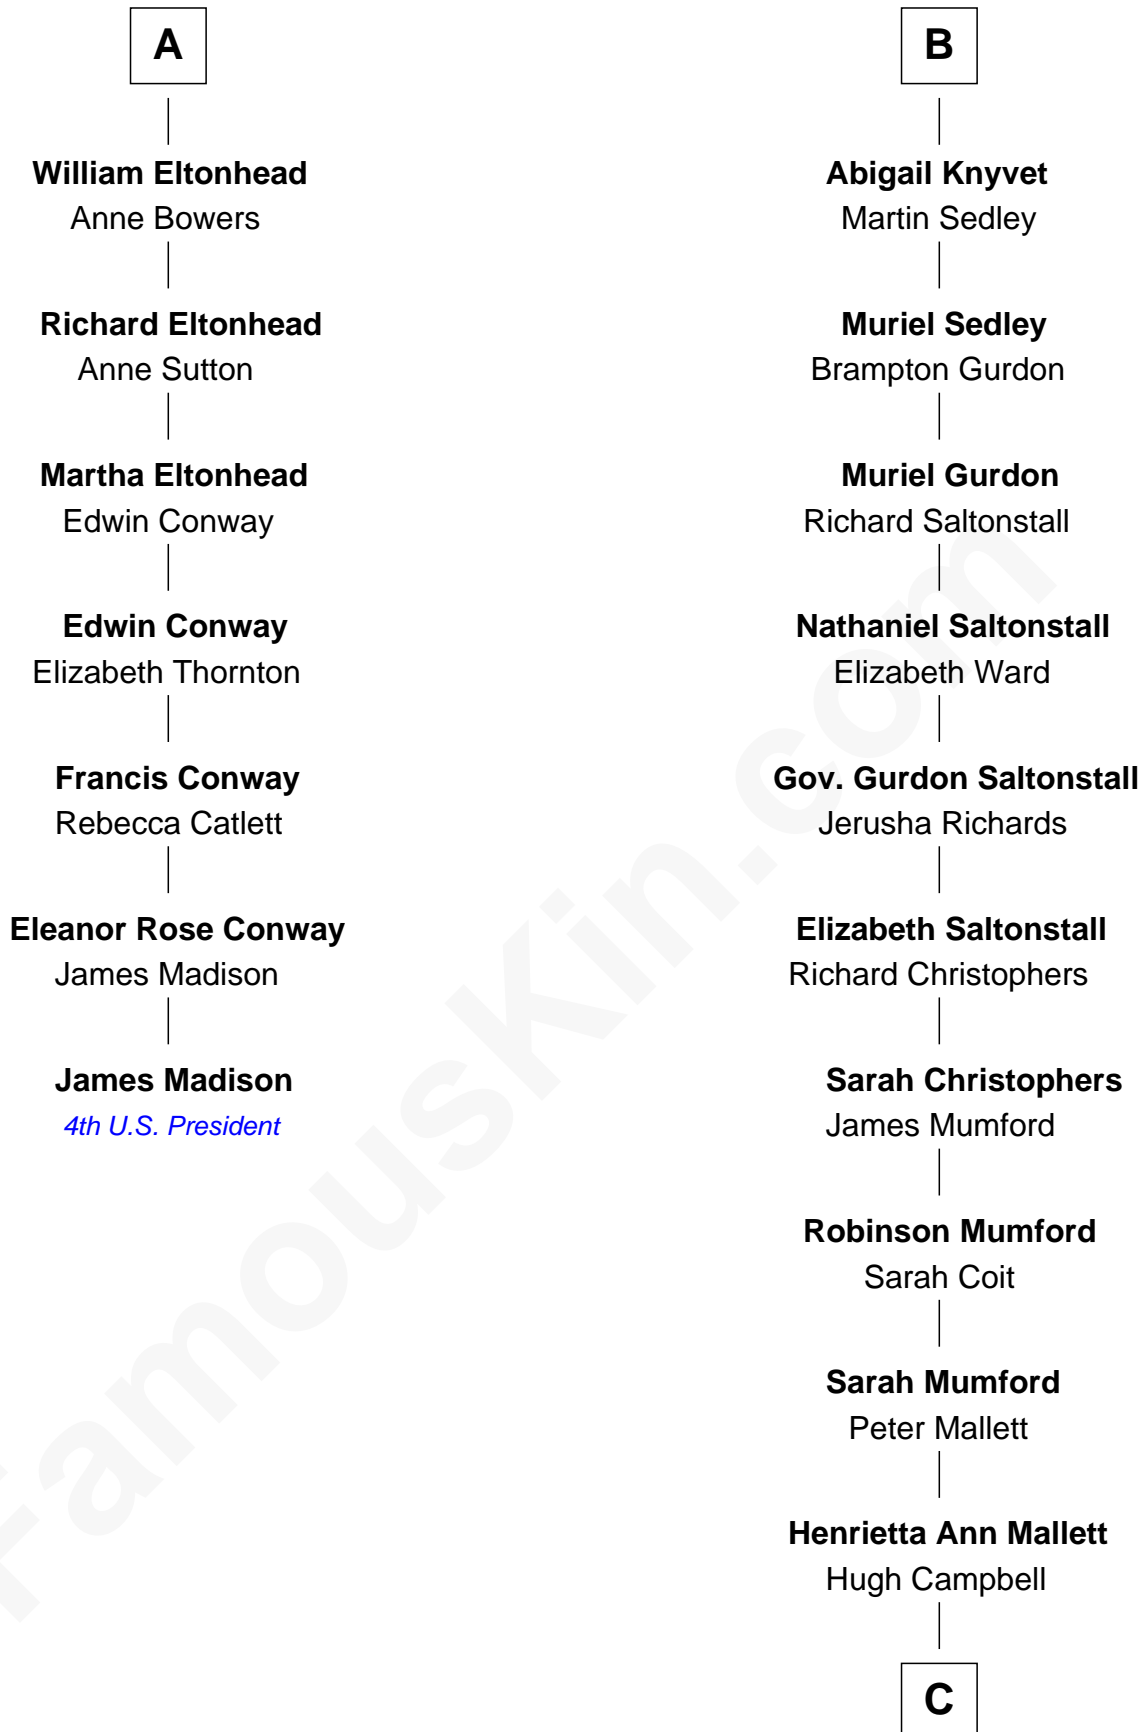 A
William Eltonhead
Anne Bowers
Richard Eltonhead
Anne Sutton
Martha Eltonhead
Edwin Conway
Edwin Conway
Elizabeth Thornton
Francis Conway
Rebecca Catlett
Eleanor Rose Conway
James Madison
James Madison
4th U.S. President
B
Abigail Knyvet
Martin Sedley
Muriel Sedley
Brampton Gurdon
Muriel Gurdon
Richard Saltonstall
Nathaniel Saltonstall
Elizabeth Ward
Gov. Gurdon Saltonstall
Jerusha Richards
Elizabeth Saltonstall
Richard Christophers
Sarah Christophers
James Mumford
Robinson Mumford
Sarah Coit
Sarah Mumford
Peter Mallett
Henrietta Ann Mallett
Hugh Campbell
C
FamousKin.com